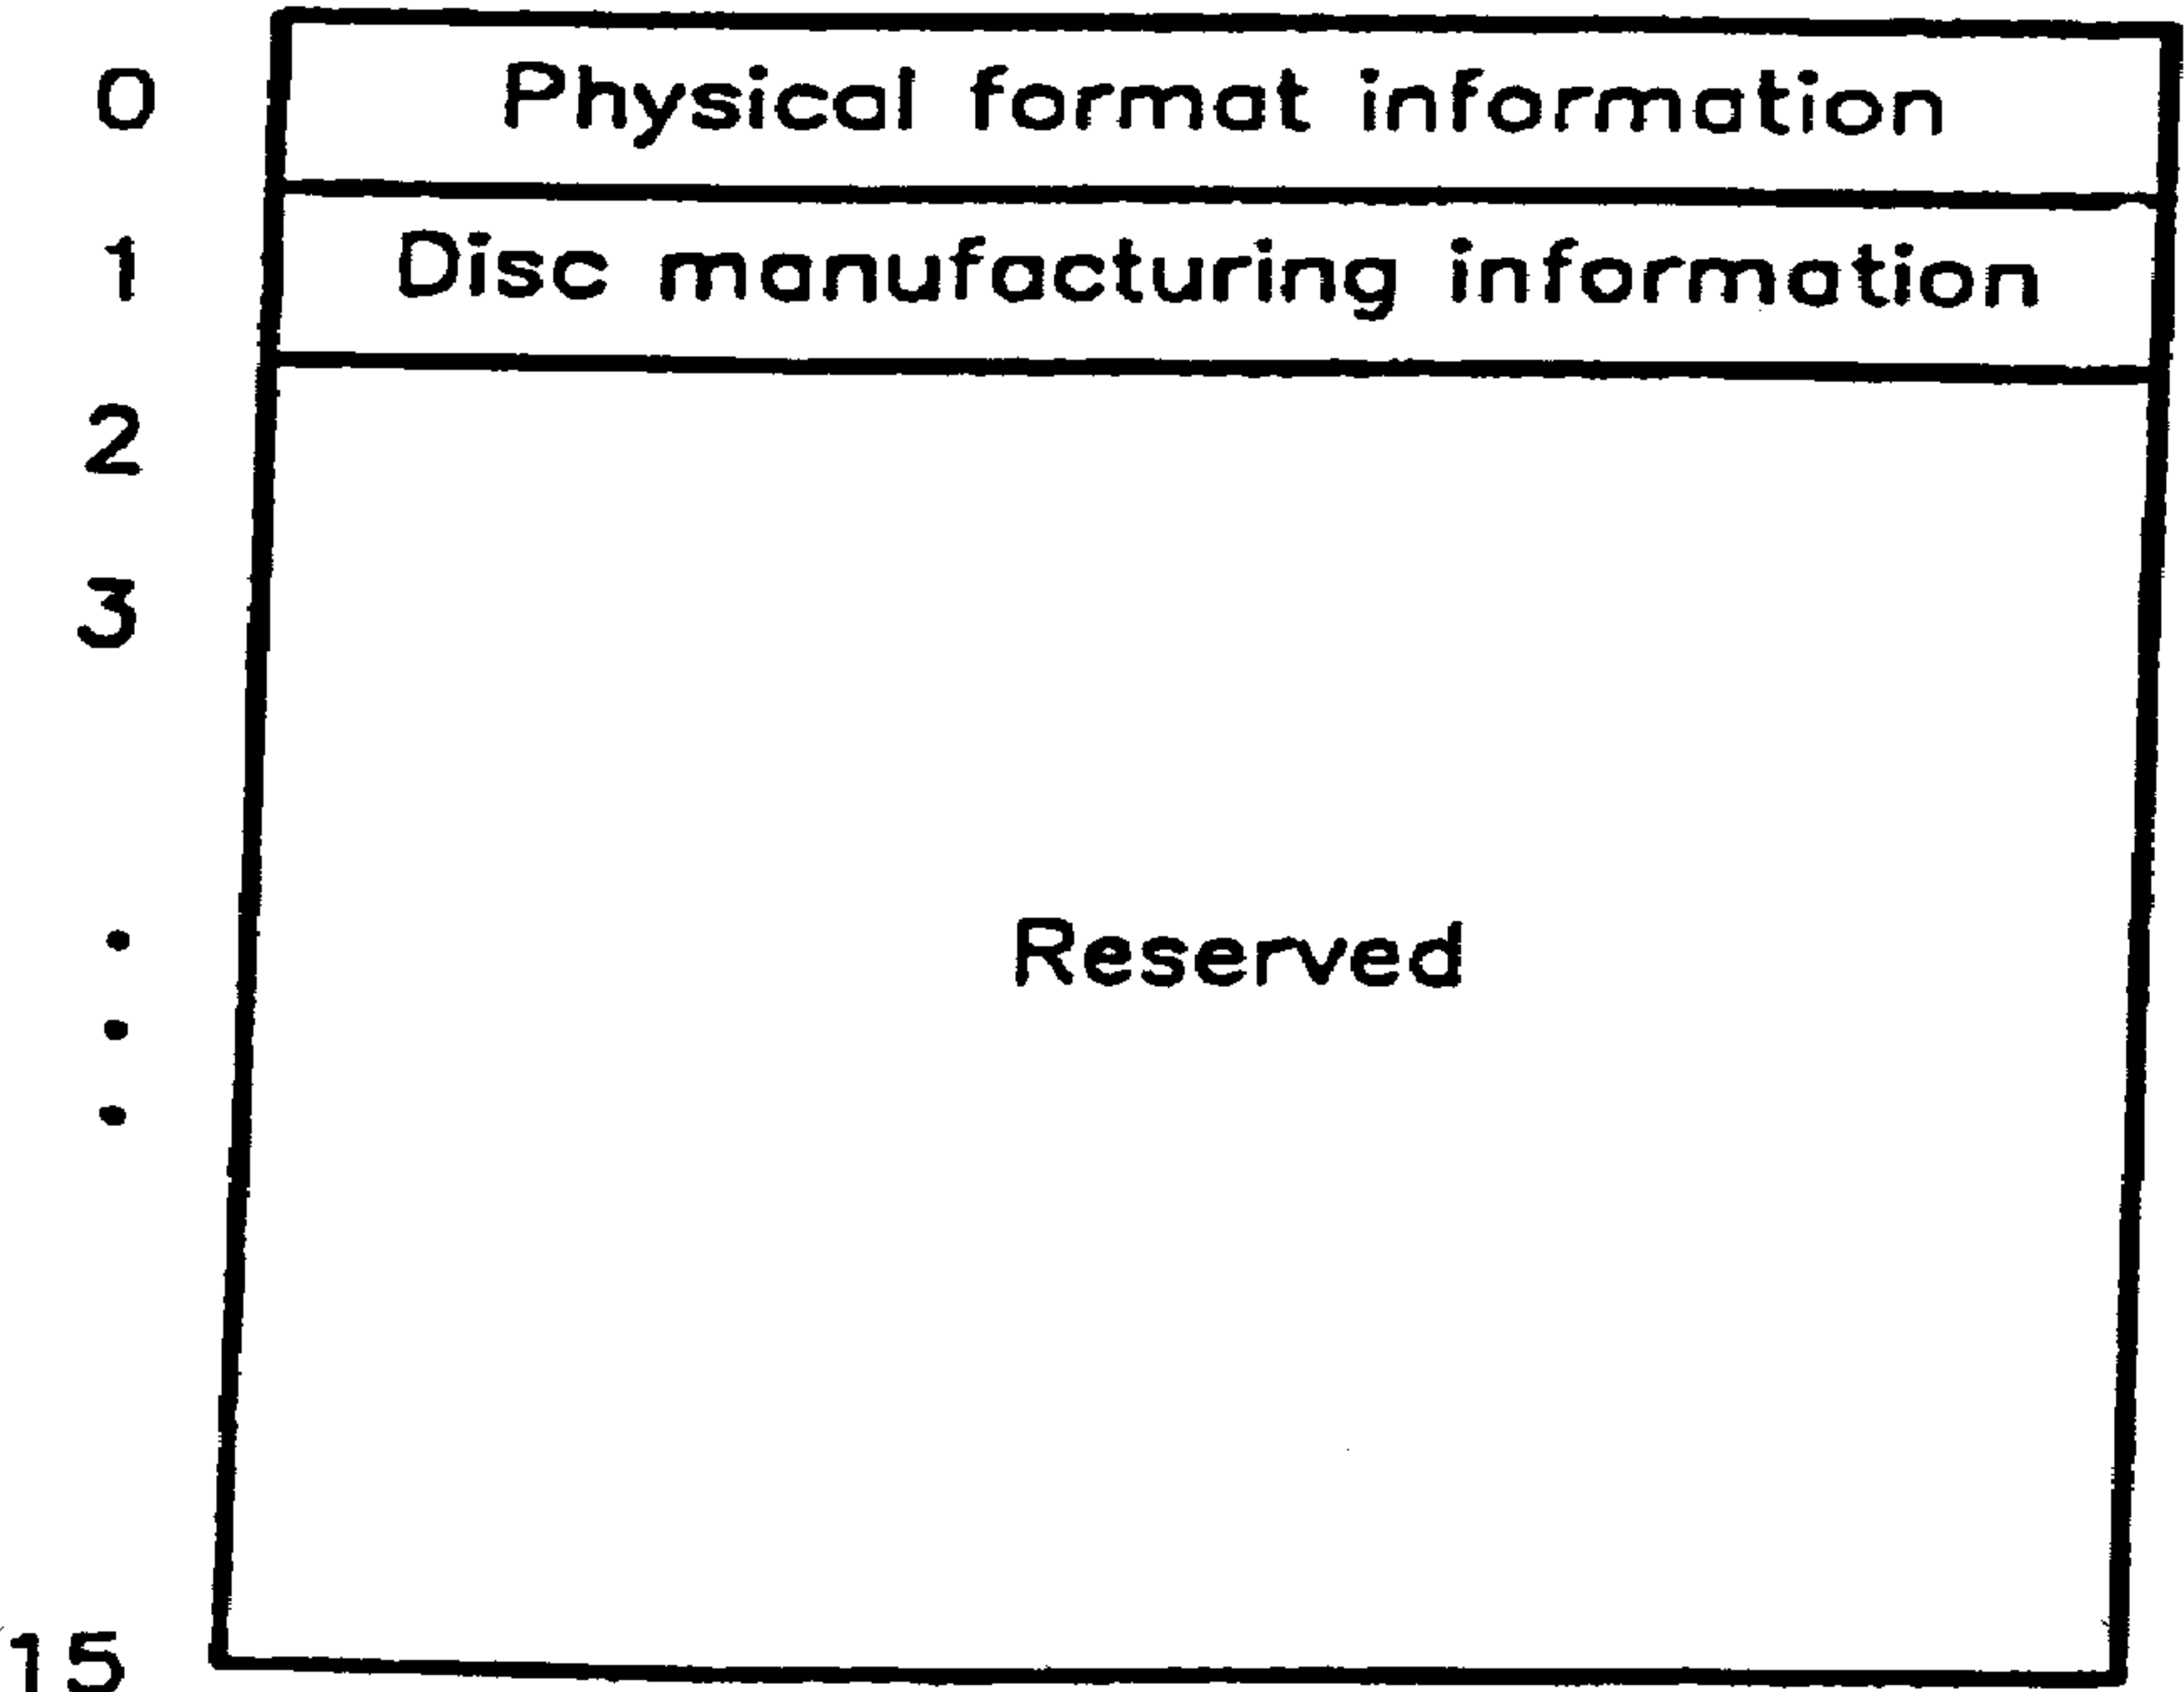 0 Physical format information
1 Disc manufacturing information
2
3
Reserved
15